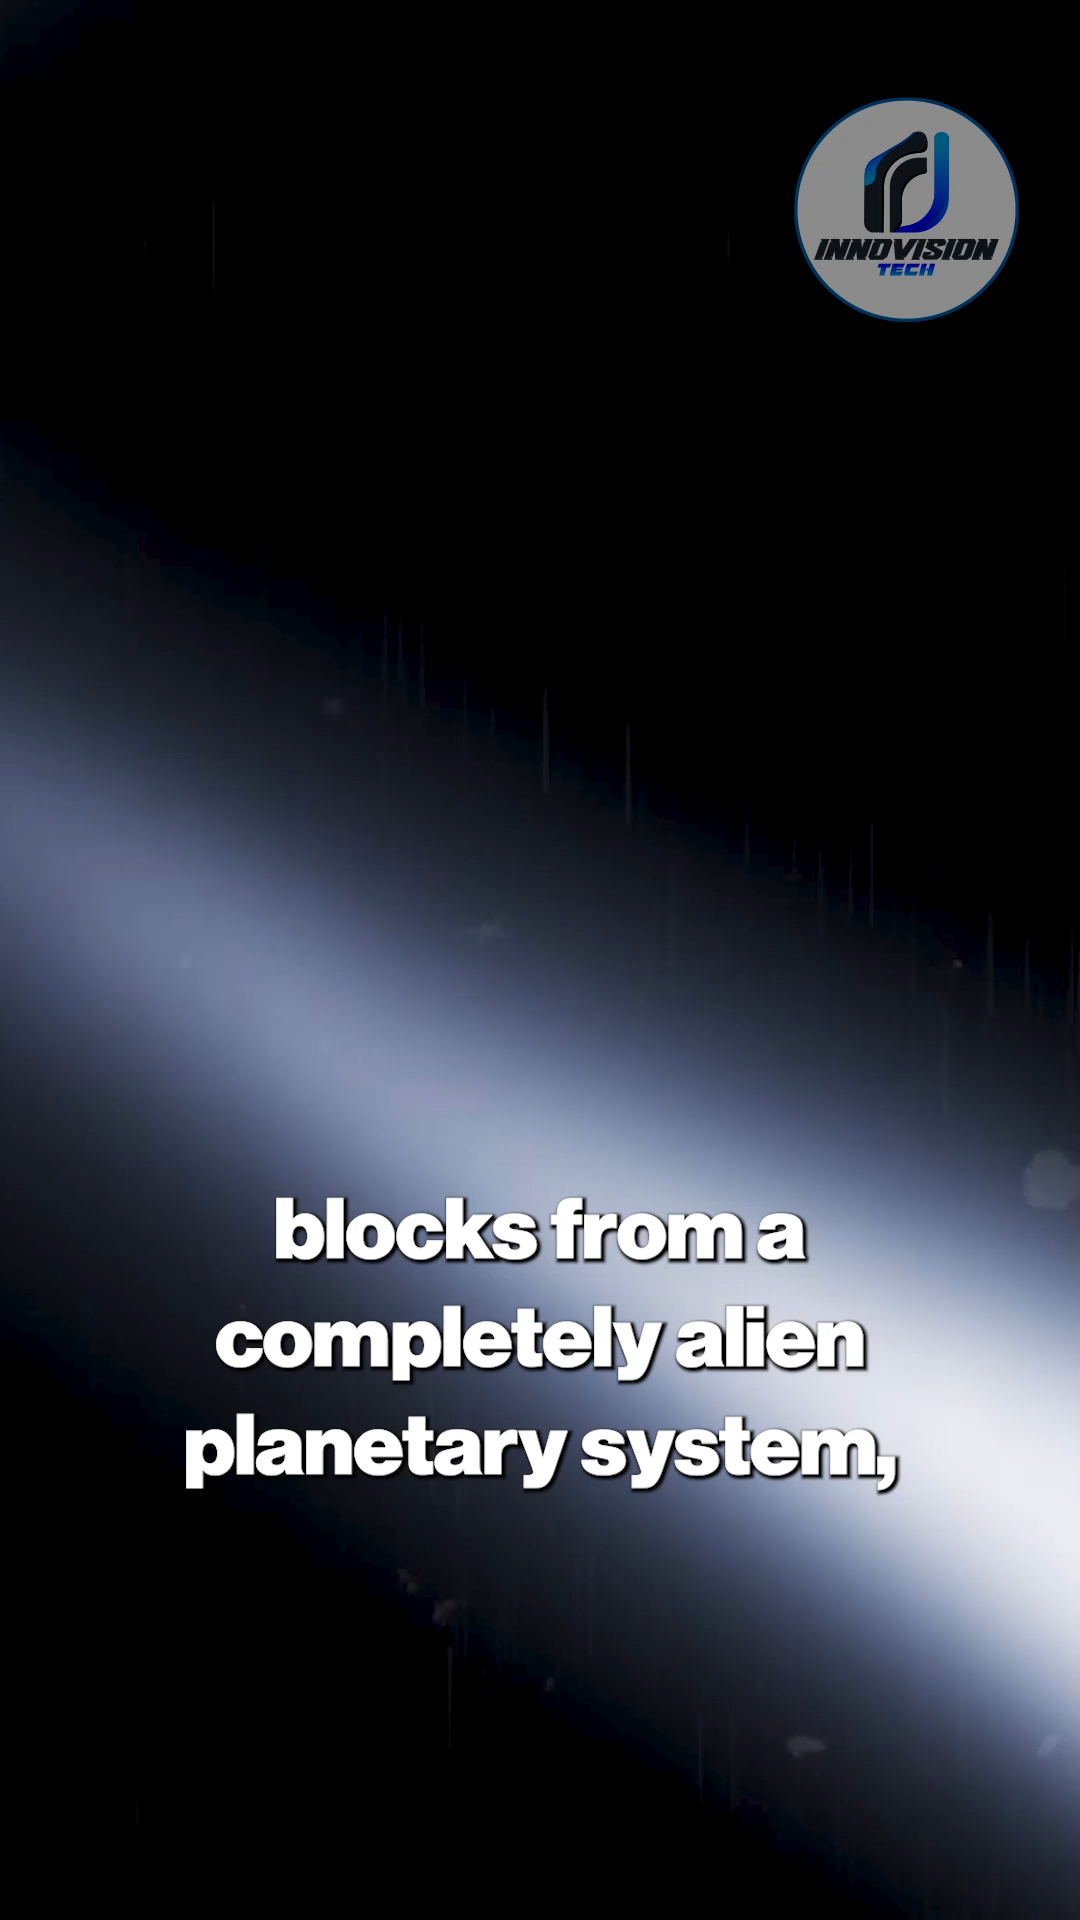 INNOVISION
TECH
blocks from a
completely alien
planetary system,